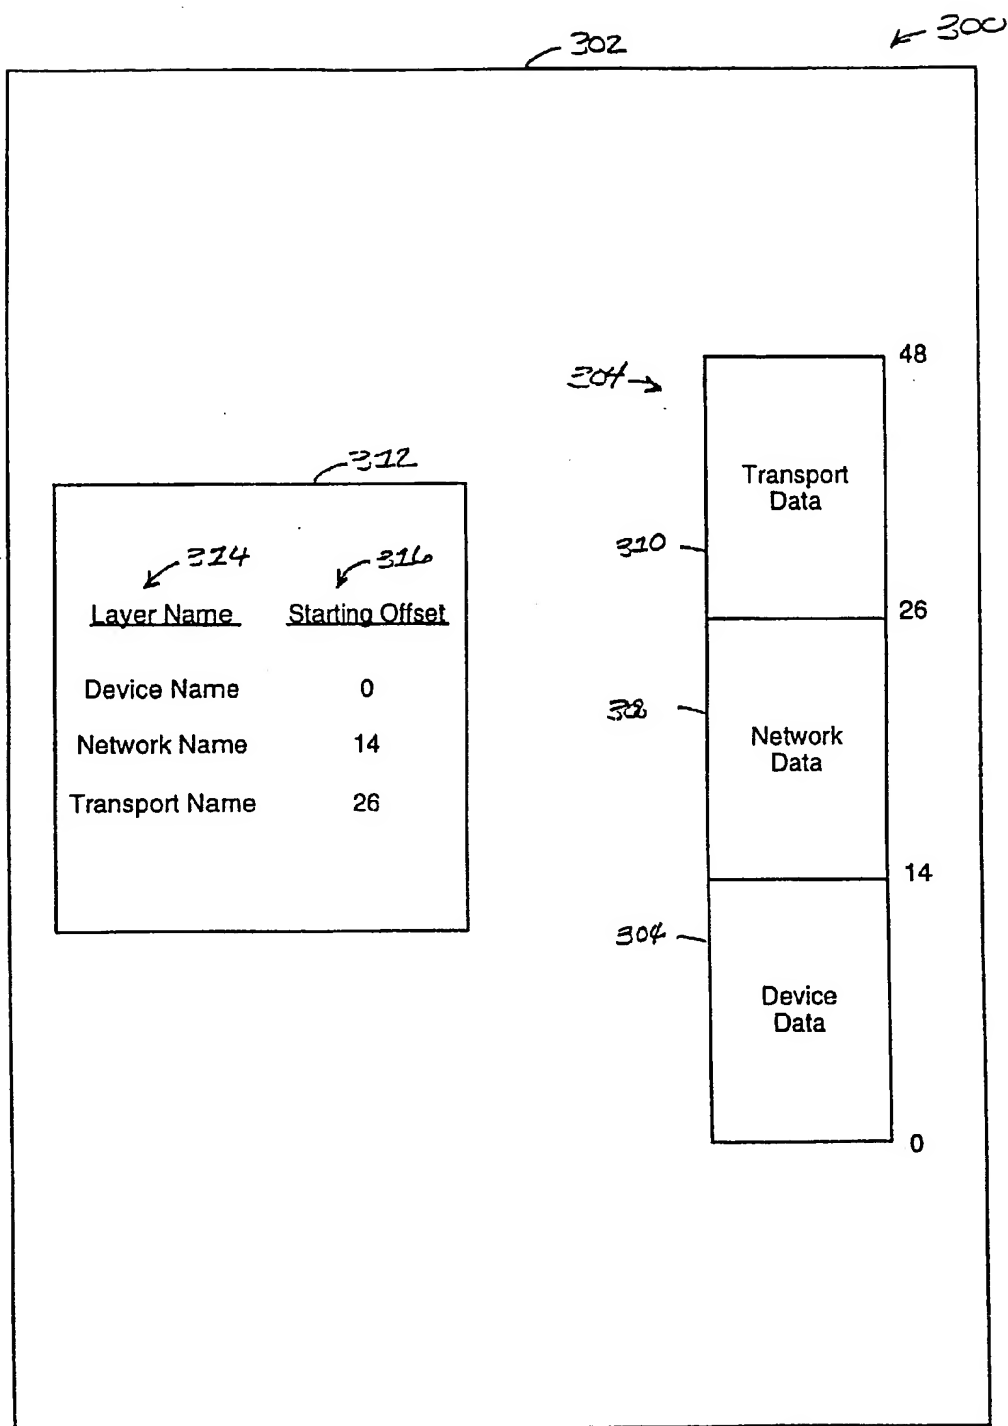 300
302
48
304
Transport
Data
312
310
314 316
26
Layer Name Starting Offset
Device Name 0
308
Network Name 14
Network
Data
Transport Name 26
14
304
Device
Data
0